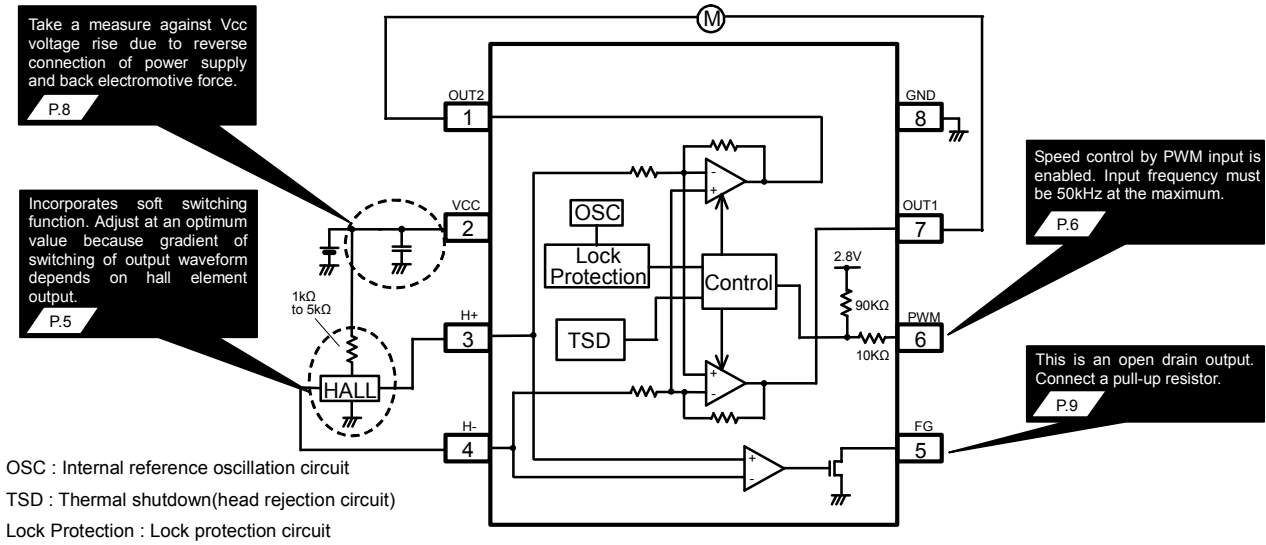 Take a measure against Vcc
voltage rise due to reverse
connection of power supply
and back electromotive force.
P.8
Incorporates soft switching
function. Adjust at an optimum
value because gradient of
switching of output waveform
depends on hall element
output.
P.5
M
OUT2
1
VCC
2
1kΩ
to 5kΩ
HALL
H+
3
H-
4
OSC
Lock
Protection
TSD
Control
-
+
+
-
+
-
2.8V
90KΩ
10KΩ
GND
8
OUT1
7
PWM
6
FG
5
Speed control by PWM input is
enabled. Input frequency must
be 50kHz at the maximum.
P.6
This is an open drain output.
Connect a pull-up resistor.
P.9
OSC : Internal reference oscillation circuit
TSD : Thermal shutdown(head rejection circuit)
Lock Protection : Lock protection circuit